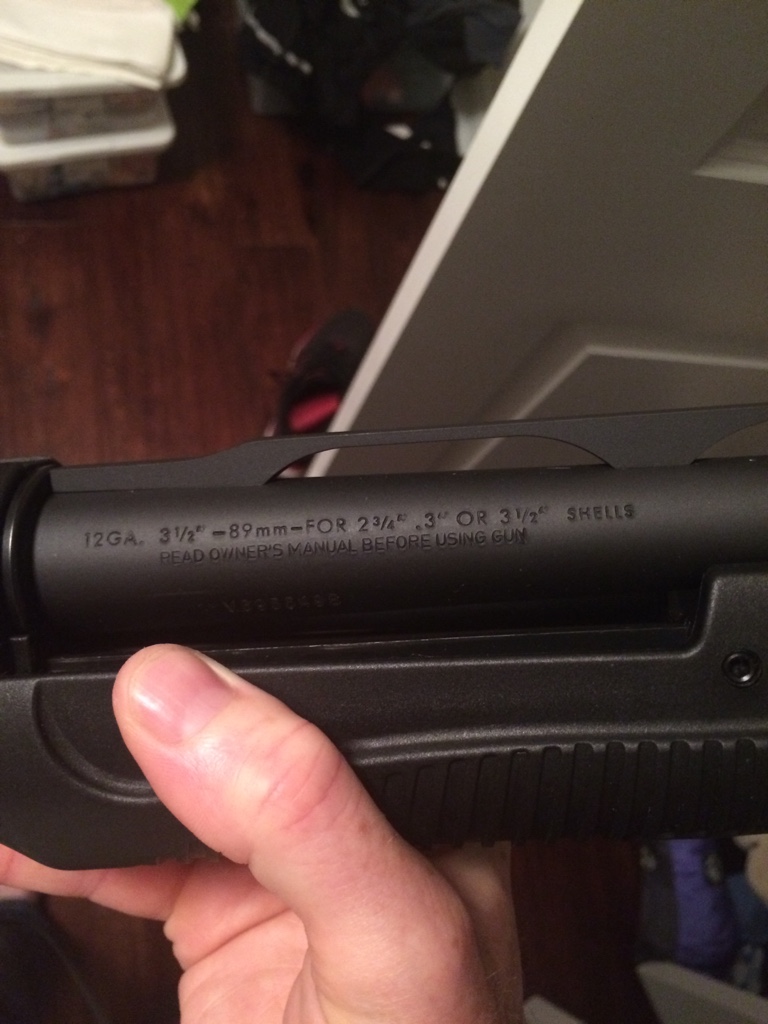 12GA. 3½"-89mm-FOR 2¾" .3" OR 3½" SHELLS
READ OWNER'S MANUAL BEFORE USING GUN